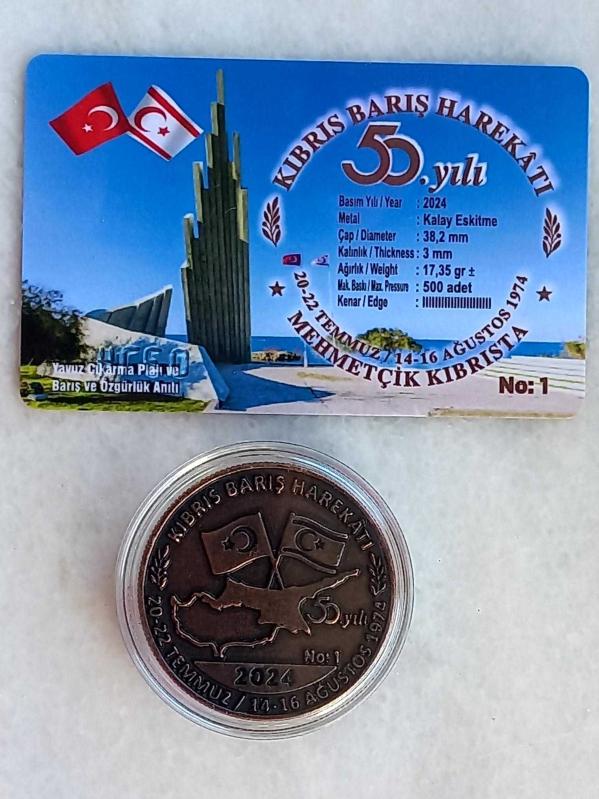 KIBRIS BARIŞ HAREKÂTI
50.yılı
Basım Yılı / Year : 2024
Metal : Kalay Eskitme
Çap / Diameter : 38,2 mm
Kalınlık / Thickness : 3 mm
Ağırlık / Weight : 17,35 gr ±
Mak. Baskı / Max. Pressure : 500 adet
Kenar / Edge :
20-22 TEMMUZ / 14-16 AĞUSTOS 1974
MEHMETÇİK KIBRISTA
Yavuz Çıkarma Plajı ve
Barış ve Özgürlük Anıtı
No: 1
KIBRIS BARIŞ HAREKATI
50.yılı
No: 1
2024
20-22 TEMMUZ / 14-16 AĞUSTOS 1974